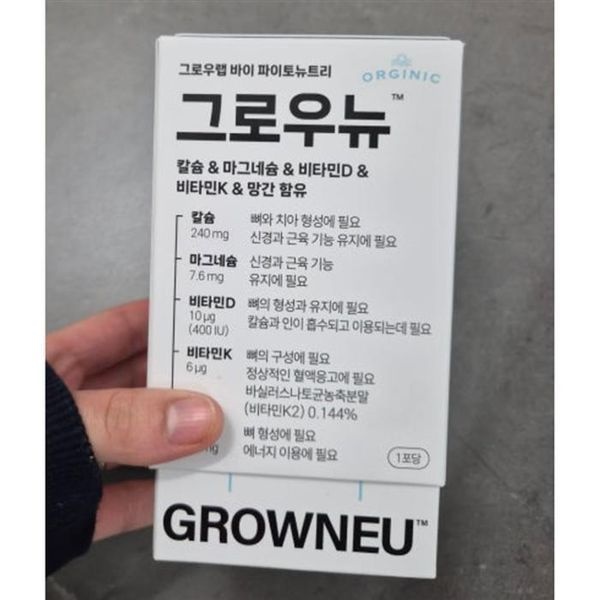 그로우랩 바이 파이토뉴트리
ORGINIC
그로우뉴™
칼슘 & 마그네슘 & 비타민D &
비타민K & 망간 함유
칼슘 뼈와 치아 형성에 필요
240 mg 신경과 근육 기능 유지에 필요
마그네슘 신경과 근육 기능
7.6 mg 유지에 필요
비타민D 뼈의 형성과 유지에 필요
10 µg 칼슘과 인이 흡수되고 이용되는데 필요
(400 IU)
비타민K 뼈의 구성에 필요
6 µg 정상적인 혈액응고에 필요
바실러스나토균농축분말
(비타민K2) 0.144%
뼈 형성에 필요
mg 에너지 이용에 필요
1포당
GROWNEU™